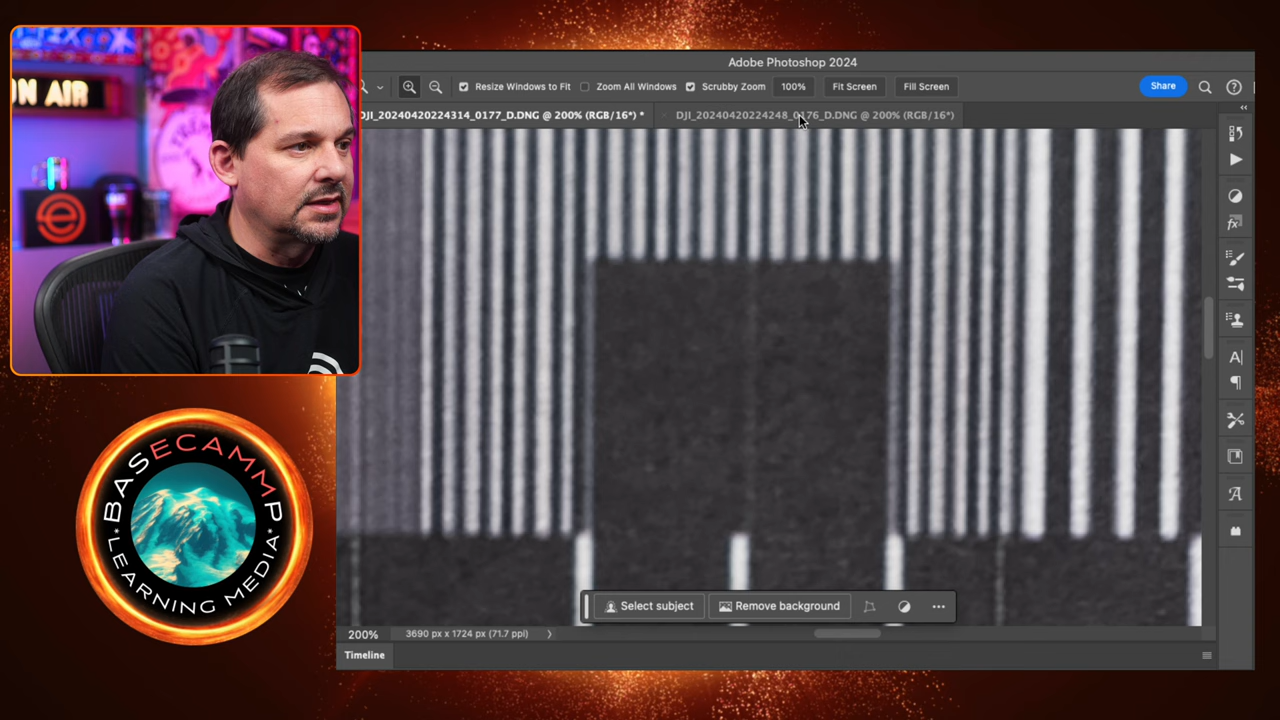 ON AIR
Adobe Photoshop 2024
Resize Windows to Fit
Zoom All Windows
Scrubby Zoom
100%
Fit Screen
Fill Screen
Share
DJI_20240420224314_0177_D.DNG @ 200% (RGB/16*) *
DJI_20240420224248_0176_D.DNG @ 200% (RGB/16*)
BASECAMMP
·LEARNING MEDIA·
Select subject
Remove background
200%
3690 px x 1724 px (71.7 ppi)
Timeline